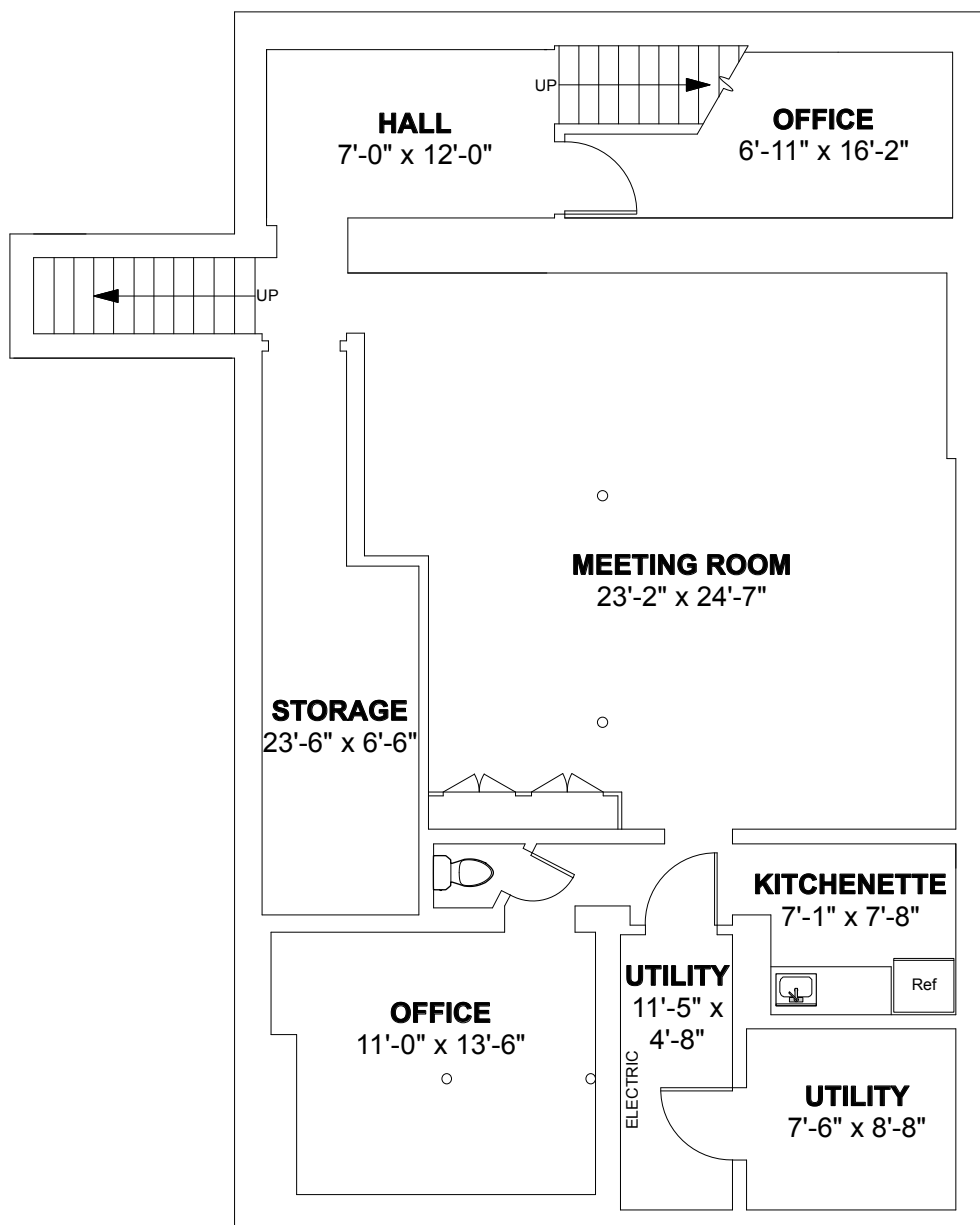 UP
HALL
7'-0" x 12'-0"
OFFICE
6'-11" x 16'-2"
UP
MEETING ROOM
23'-2" x 24'-7"
STORAGE
23'-6" x 6'-6"
KITCHENETTE
7'-1" x 7'-8"
Ref
UTILITY
11'-5" x
4'-8"
ELECTRIC
OFFICE
11'-0" x 13'-6"
UTILITY
7'-6" x 8'-8"